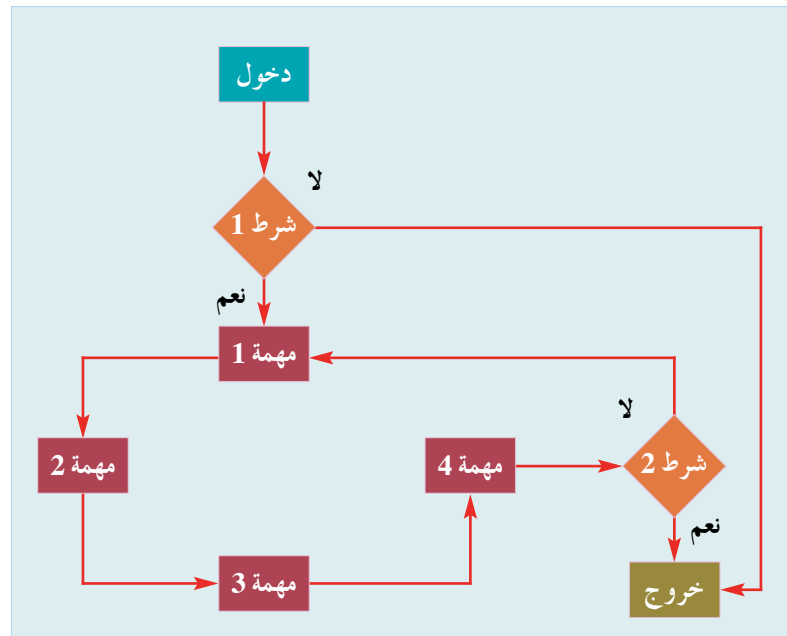 دخول
لا
شرط 1
نعم
مهمة 1
لا
شرط 2
مهمة 4
مهمة 2
نعم
مهمة 3
خروج